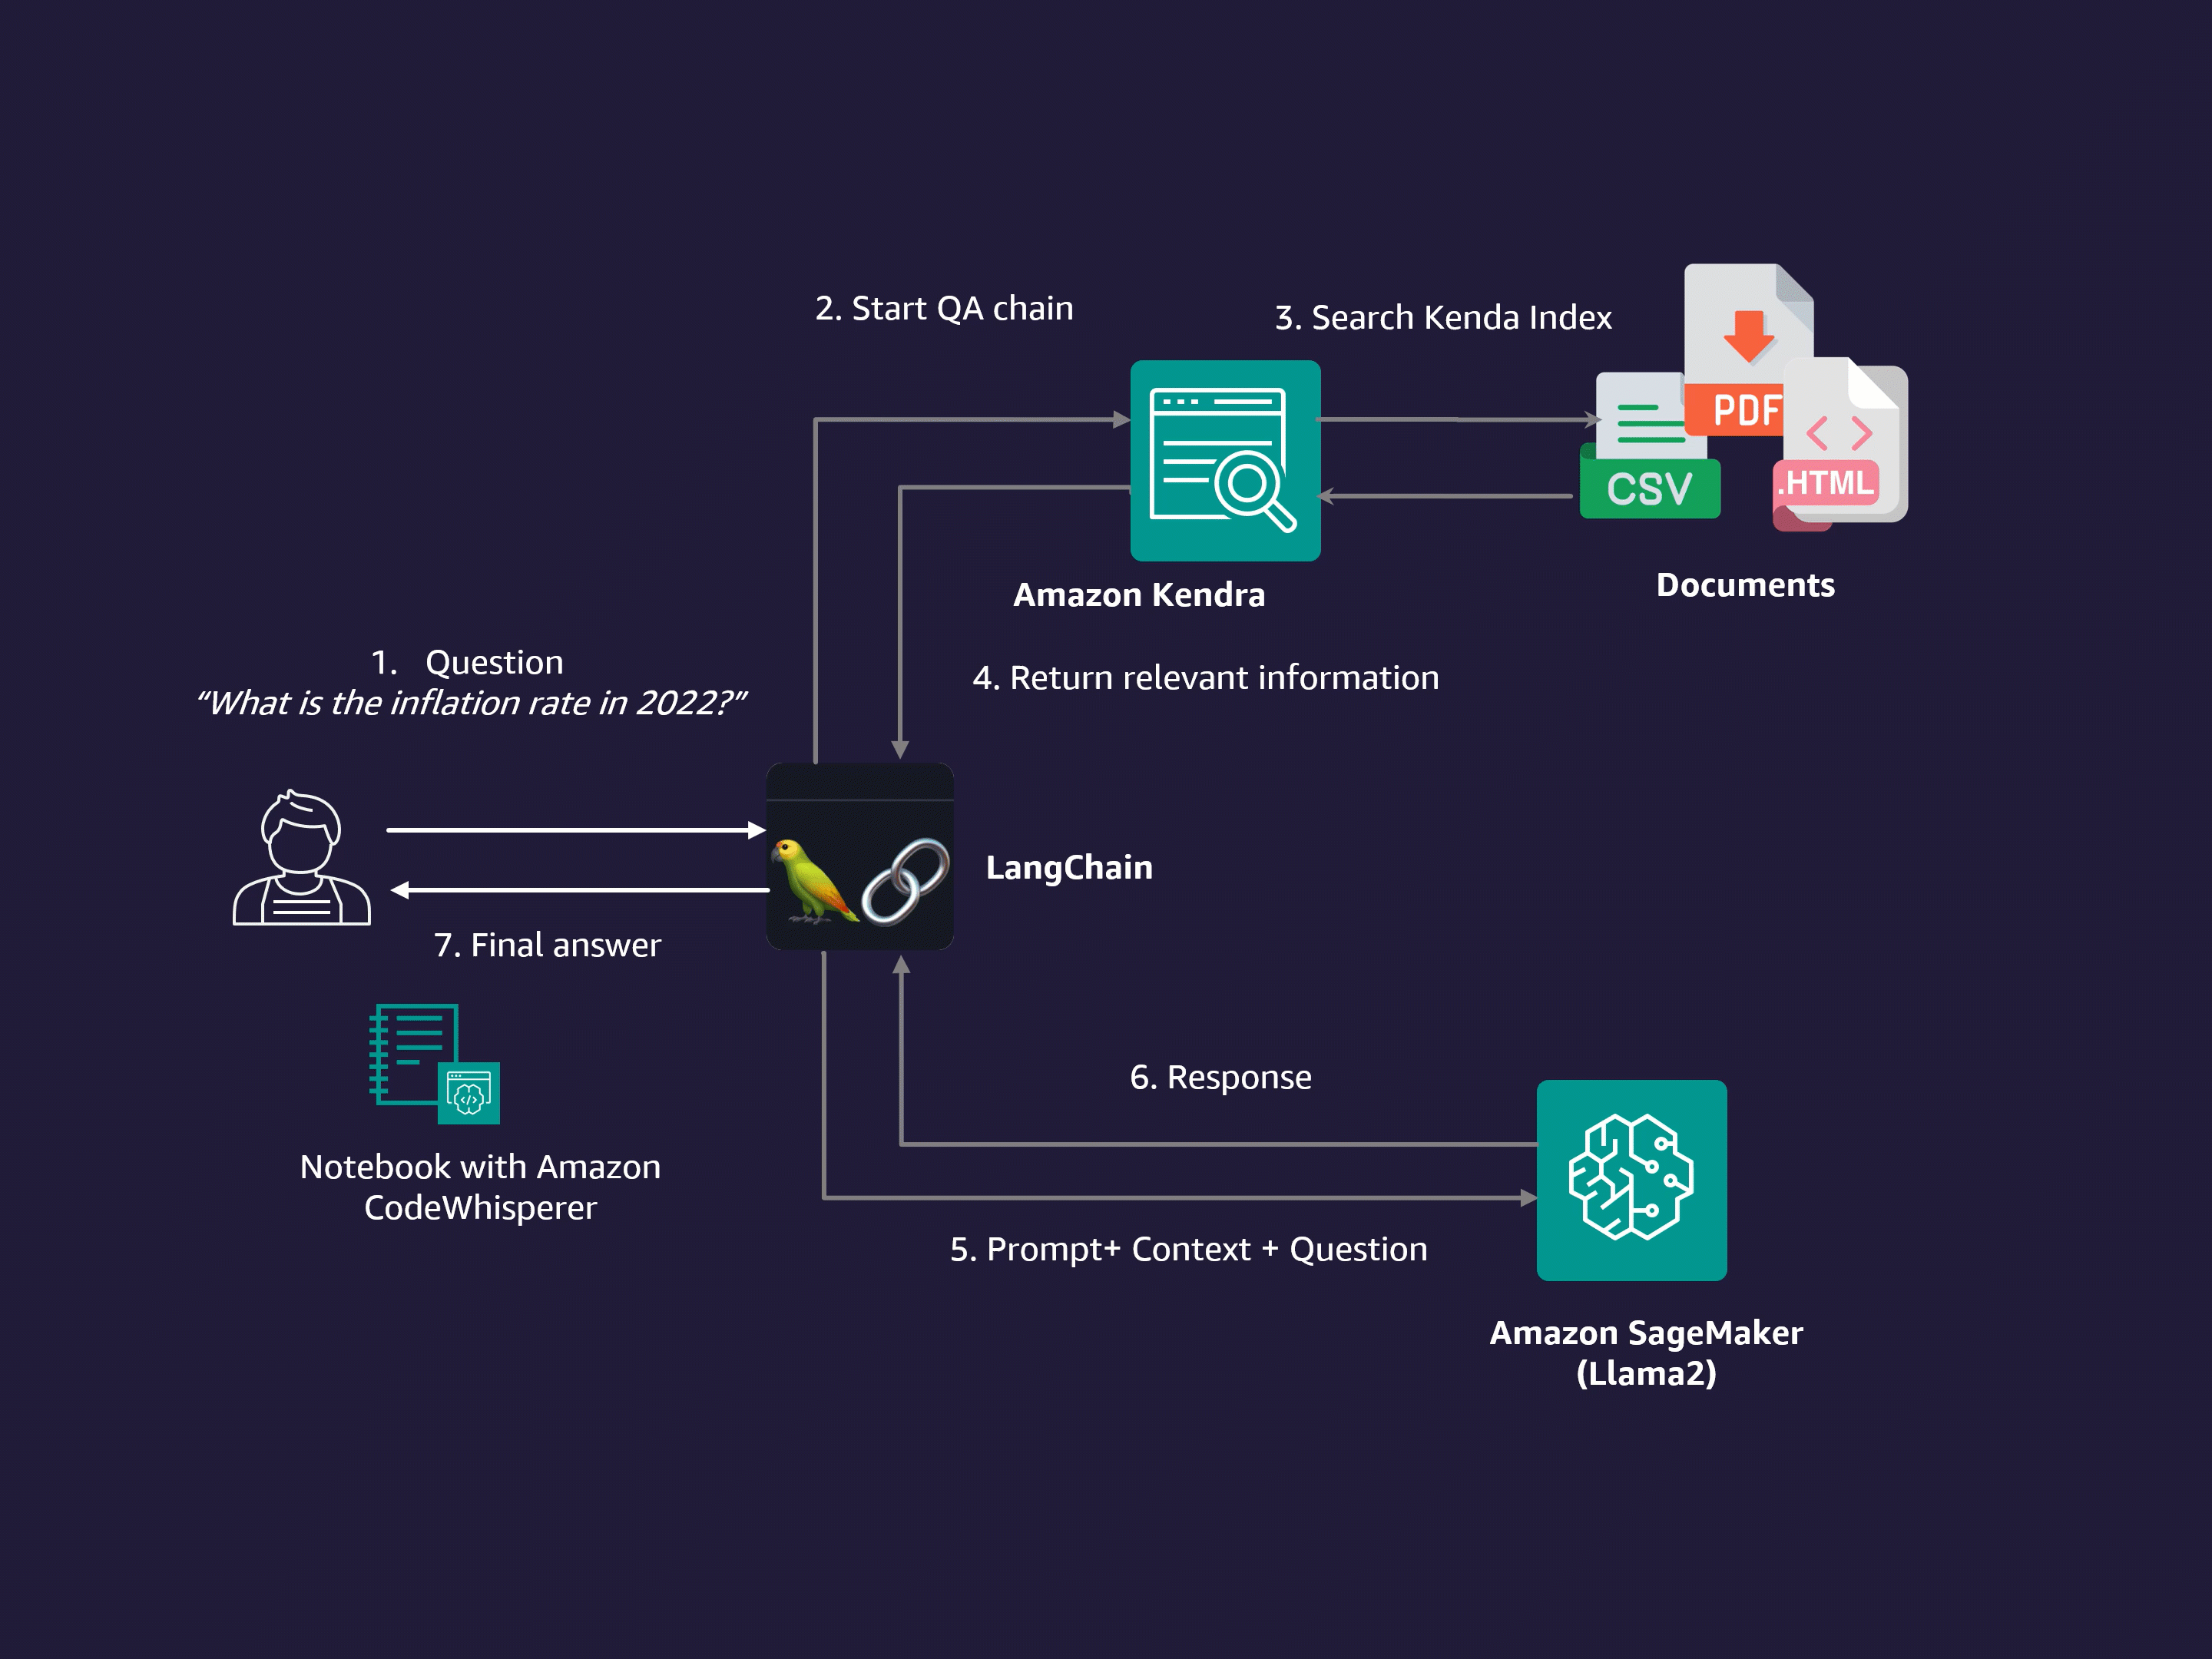 2. Start QA chain
3. Search Kenda Index
PDF
CSV
.HTML
Amazon Kendra
Documents
1. Question
“What is the inflation rate in 2022?”
4. Return relevant information
LangChain
7. Final answer
6. Response
Notebook with Amazon
CodeWhisperer
5. Prompt+ Context + Question
Amazon SageMaker
(Llama2)